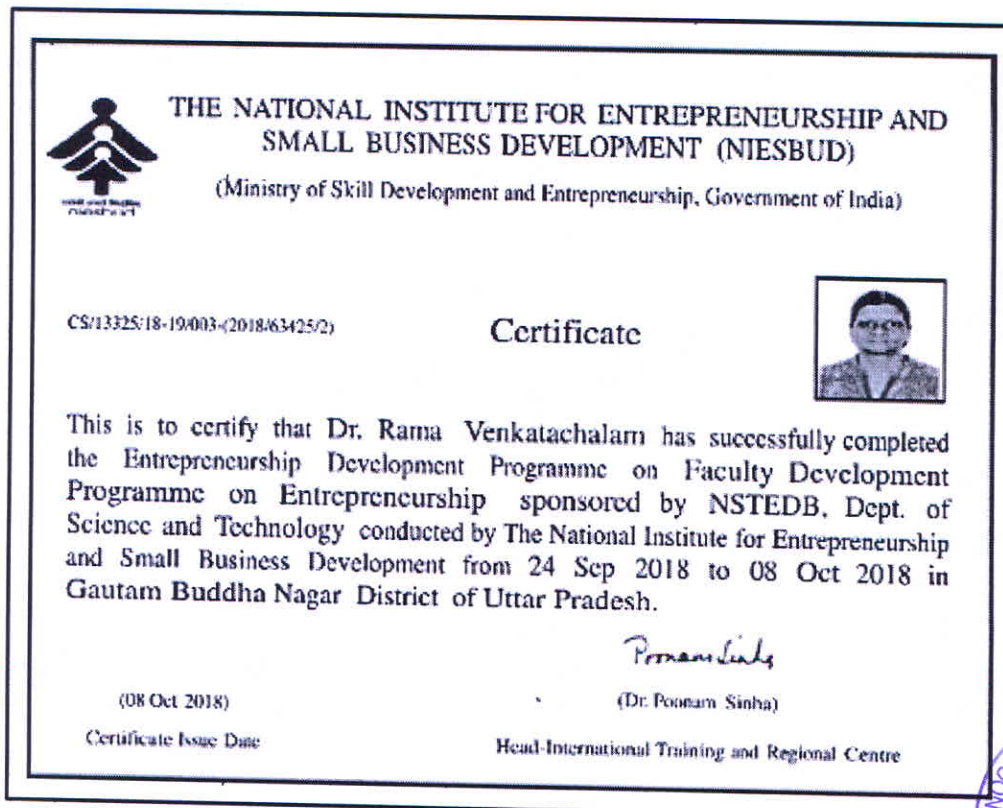 THE NATIONAL INSTITUTE FOR ENTREPRENEURSHIP AND
SMALL BUSINESS DEVELOPMENT (NIESBUD)
(Ministry of Skill Development and Entrepreneurship, Government of India)
niesbud
CS/13325/18-19/003-(2018/63425/2)
Certificate
This is to certify that Dr. Rama Venkatachalam has successfully completed
the Entrepreneurship Development Programme on Faculty Development
Programme on Entrepreneurship sponsored by NSTEDB, Dept. of
Science and Technology conducted by The National Institute for Entrepreneurship
and Small Business Development from 24 Sep 2018 to 08 Oct 2018 in
Gautam Buddha Nagar District of Uttar Pradesh.
(08 Oct 2018)
Certificate Issue Date
Poonam Sinha
(Dr. Poonam Sinha)
Head-International Training and Regional Centre